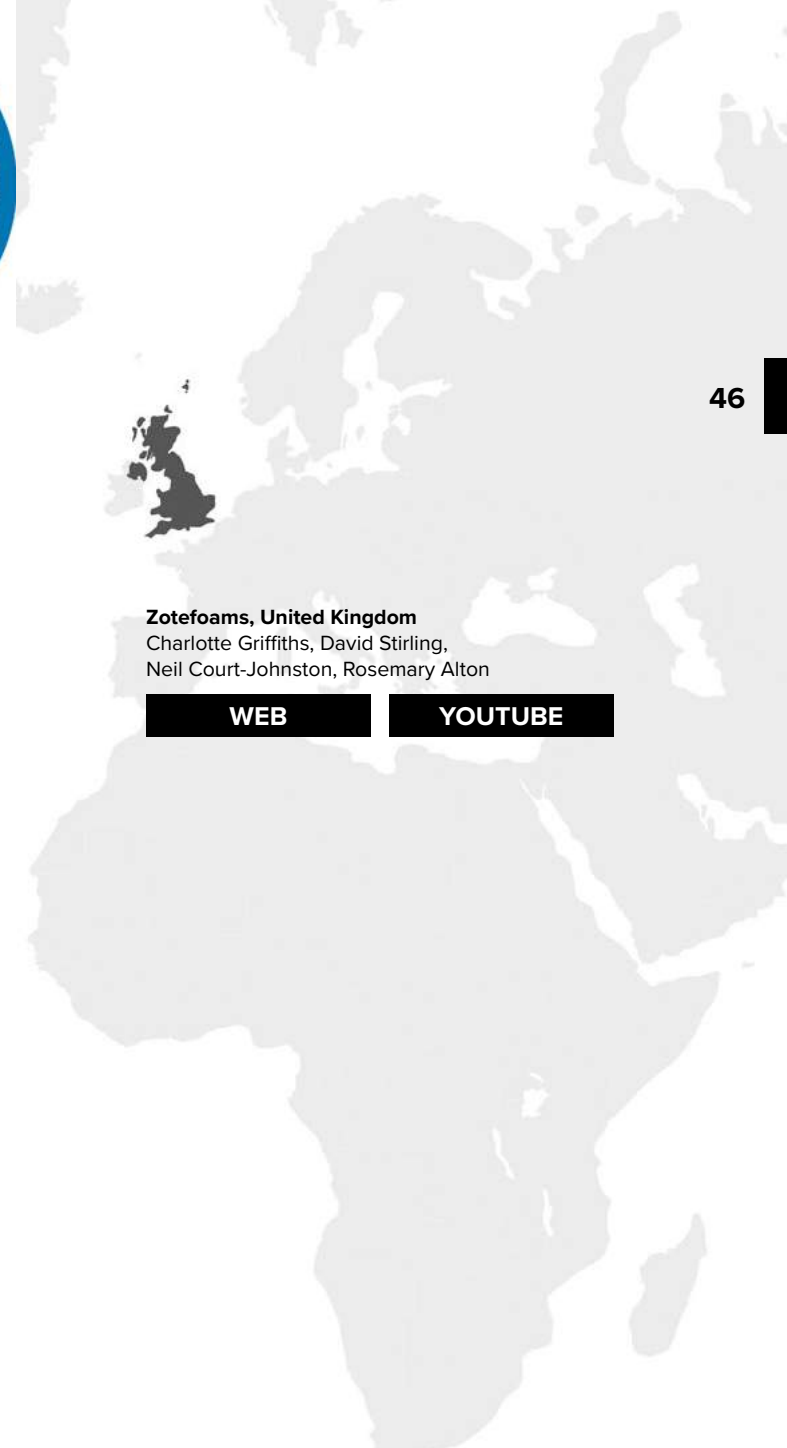 46
Zotefoams, United Kingdom
Charlotte Griffiths, David Stirling,
Neil Court-Johnston, Rosemary Alton
WEB YOUTUBE